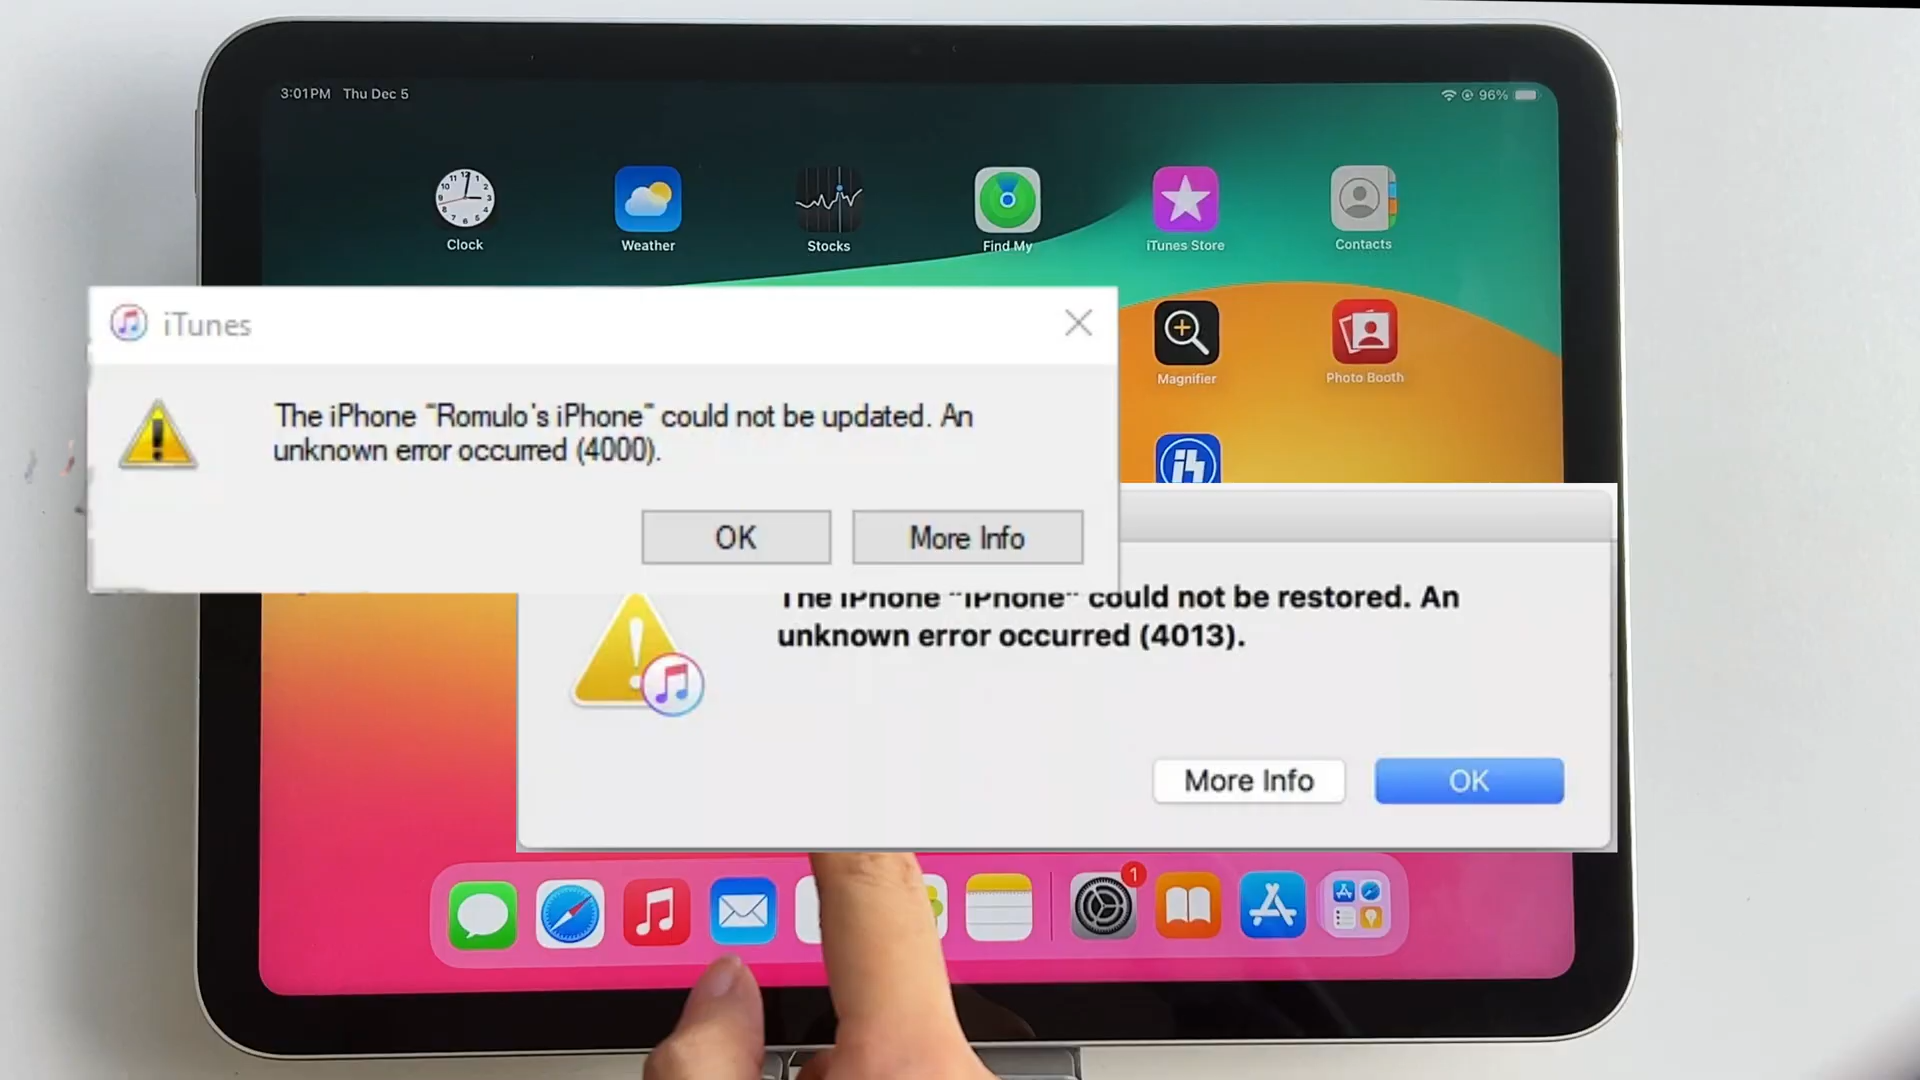 3:01PM Thu Dec 5
96%
Clock
Weather
Stocks
Find My
iTunes Store
Contacts
iTunes
The iPhone "Romulo's iPhone" could not be updated. An
unknown error occurred (4000).
OK
More Info
Magnifier
Photo Booth
The iPhone "iPhone" could not be restored. An
unknown error occurred (4013).
More Info
OK
1